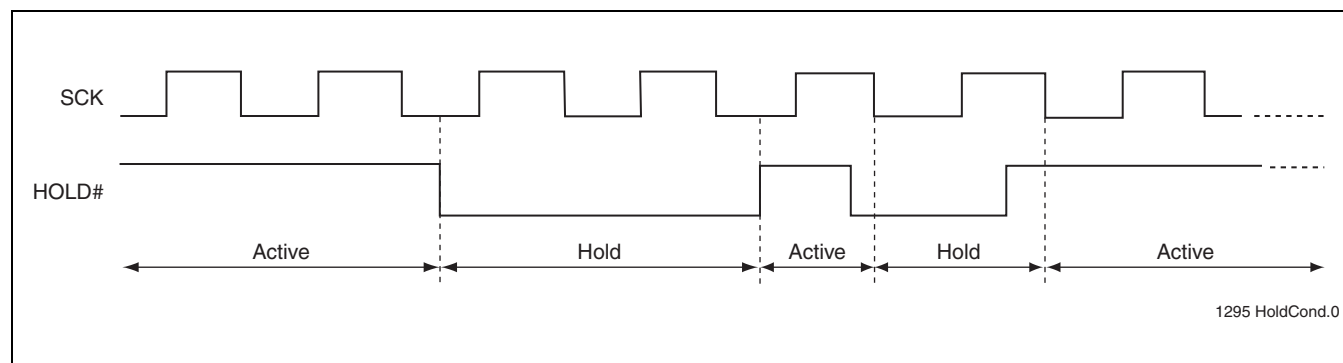 SCK
HOLD#
Active
Hold
Active
Hold
Active
1295 HoldCond.0